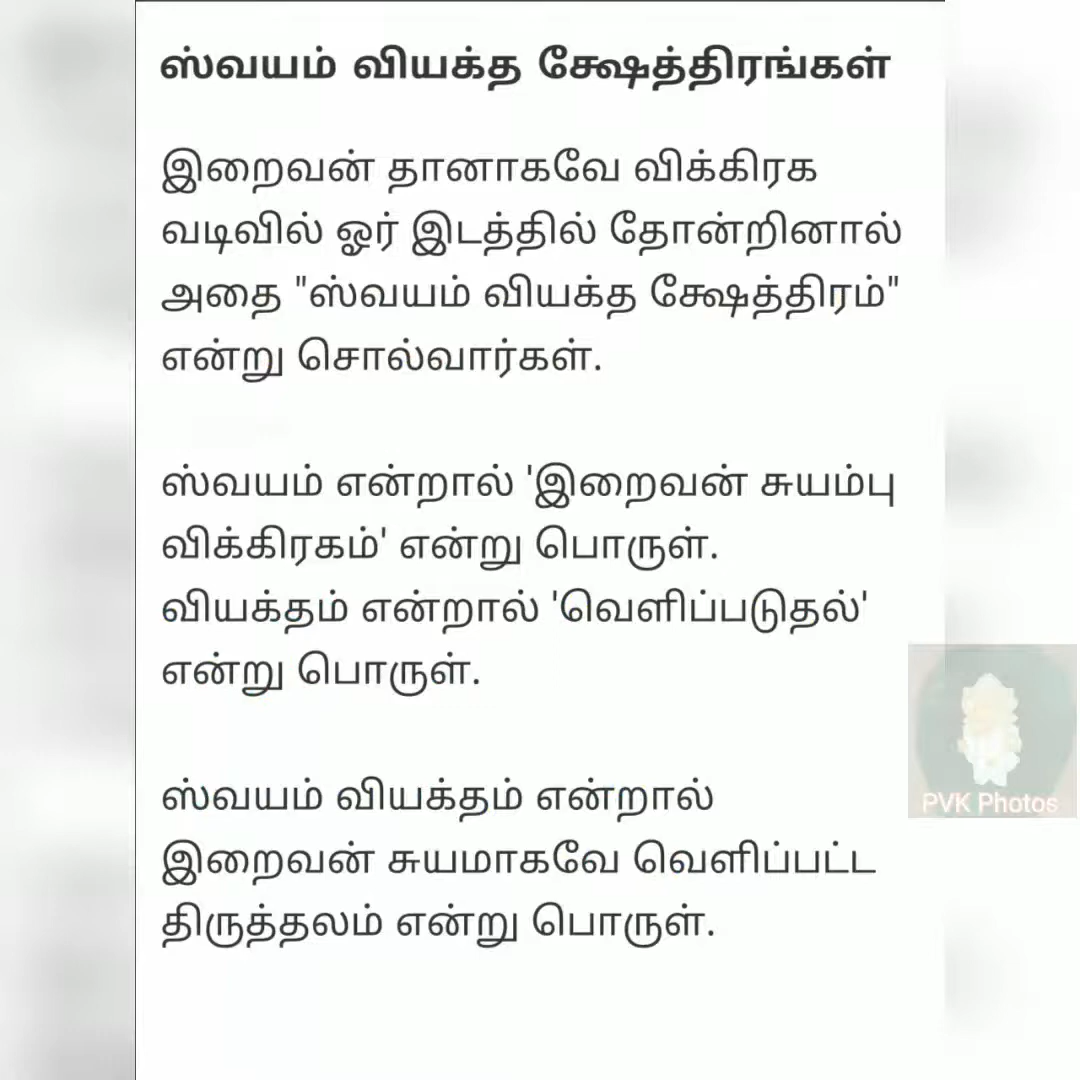 ஸ்வயம் வியக்த க்ஷேத்திரங்கள்
இறைவன் தானாகவே விக்கிரக
வடிவில் ஓர் இடத்தில் தோன்றினால்
அதை "ஸ்வயம் வியக்த க்ஷேத்திரம்"
என்று சொல்வார்கள்.
ஸ்வயம் என்றால் 'இறைவன் சுயம்பு
விக்கிரகம்' என்று பொருள்.
வியக்தம் என்றால் 'வெளிப்படுதல்'
என்று பொருள்.
ஸ்வயம் வியக்தம் என்றால்
இறைவன் சுயமாகவே வெளிப்பட்ட
திருத்தலம் என்று பொருள்.
PVK Photos